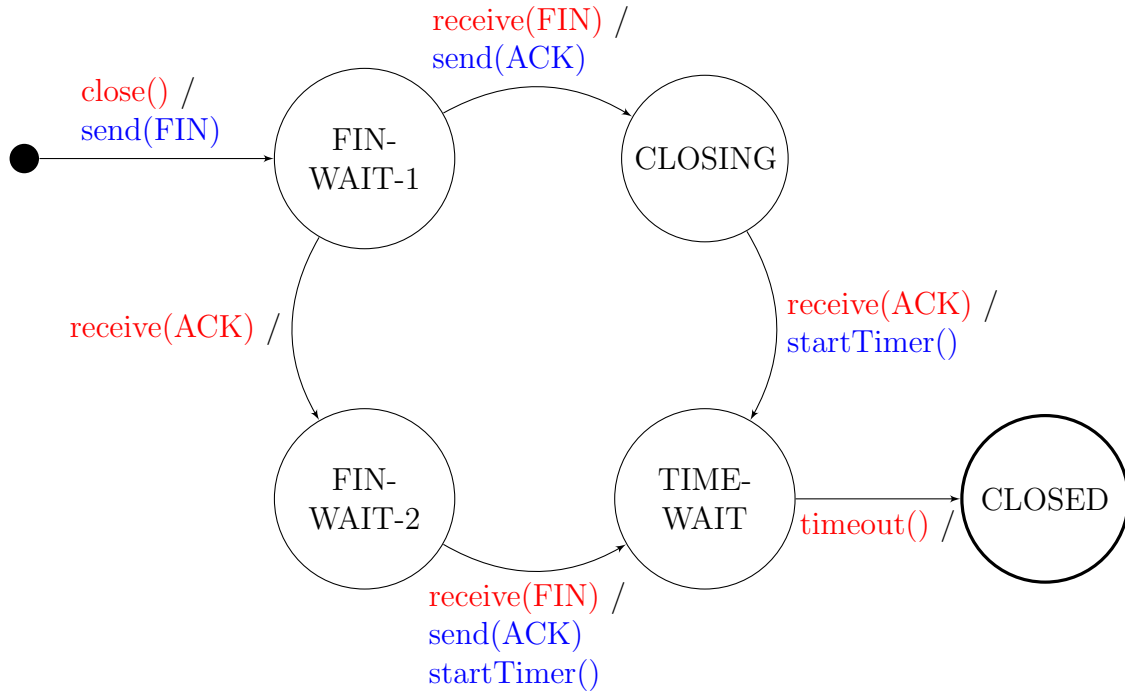 receive(FIN) /
send(ACK)
close() /
send(FIN)
FIN-
WAIT-1
CLOSING
receive(ACK) /
receive(ACK) /
startTimer()
FIN-
WAIT-2
TIME-
WAIT
CLOSED
timeout() /
receive(FIN) /
send(ACK)
startTimer()